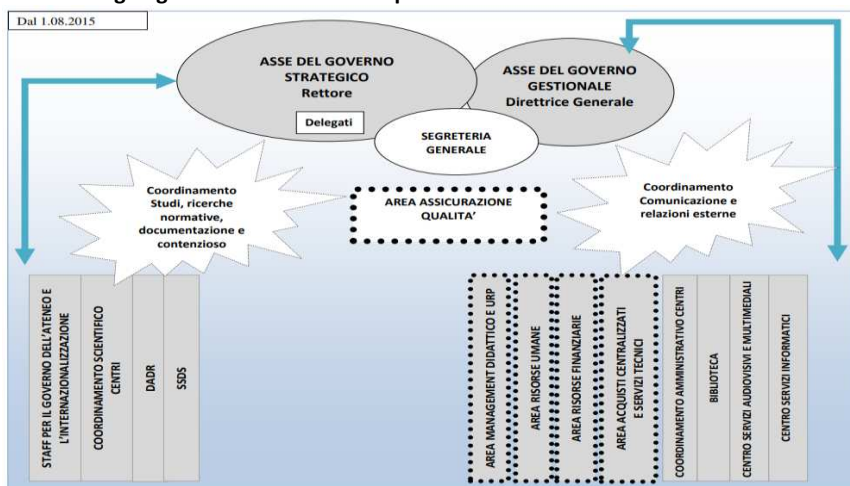 Dal 1.08.2015
ASSE DEL GOVERNO
STRATEGICO
Rettore
Delegati
ASSE DEL GOVERNO
GESTIONALE
Direttrice Generale
SEGRETERIA
GENERALE
Coordinamento
Studi, ricerche
normative,
documentazione e
contenzioso
AREA ASSICURAZIONE
QUALITA’
Coordinamento
Comunicazione e
relazioni esterne
STAFF PER IL GOVERNO DELL’ATENEO E
L’INTERNAZIONALIZZAZIONE
COORDINAMENTO SCIENTIFICO
CENTRI
DADR
SSDS
AREA MANAGEMENT DIDATTICO E URP
AREA RISORSE UMANE
AREA RISORSE FINANZIARIE
AREA ACQUISTI CENTRALIZZATI
E SERVIZI TECNICI
COORDINAMENTO AMMINISTRATIVO CENTRI
BIBLIOTECA
CENTRO SERVIZI AUDIOVISIVI E MULTIMEDIALI
CENTRO SERVIZI INFORMATICI